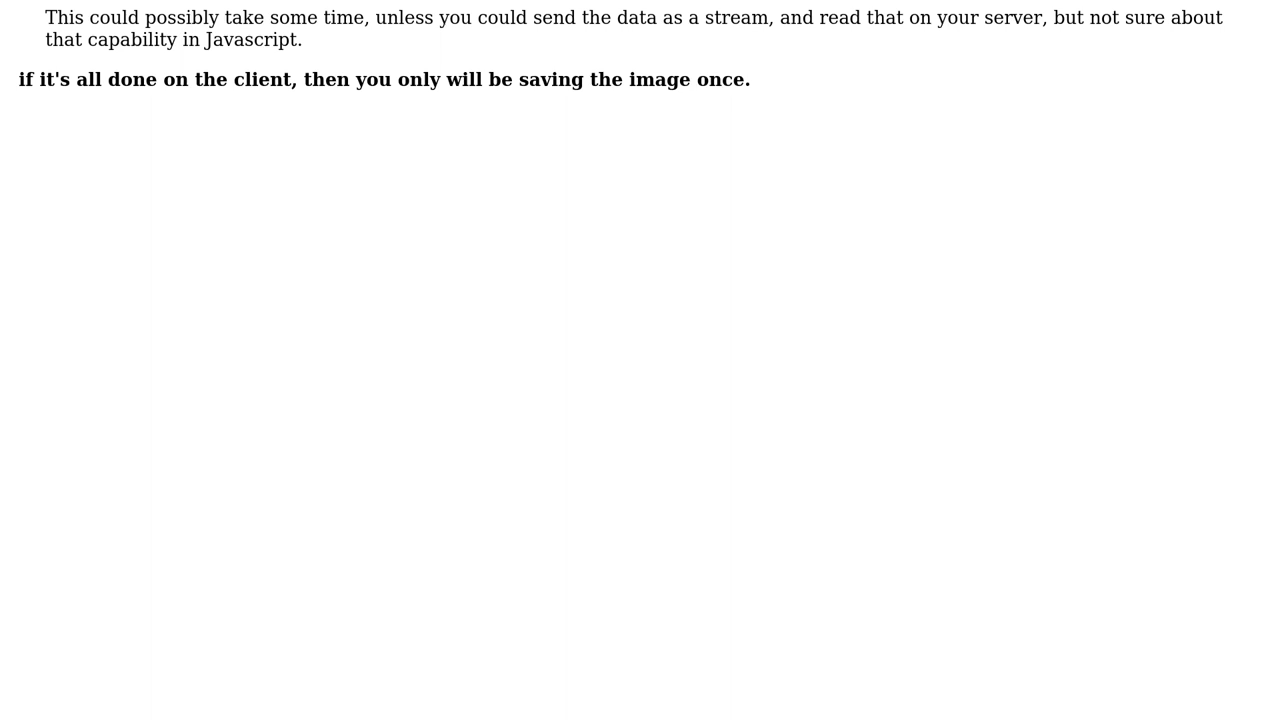 This could possibly take some time, unless you could send the data as a stream, and read that on your server, but not sure about
that capability in Javascript.
if it's all done on the client, then you only will be saving the image once.